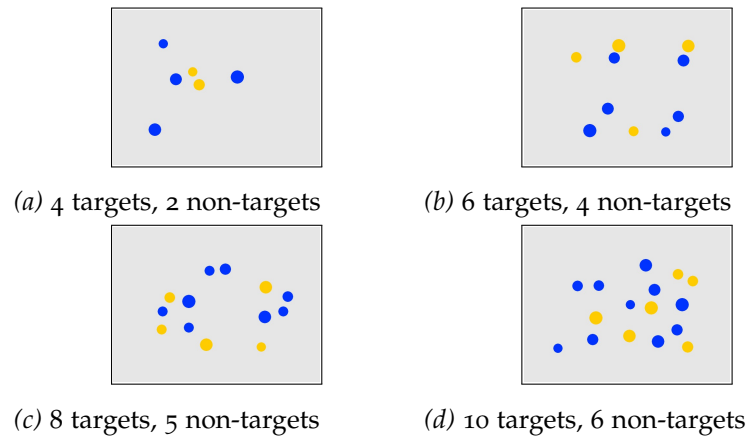 (a) 4 targets, 2 non-targets
(b) 6 targets, 4 non-targets
(c) 8 targets, 5 non-targets
(d) 10 targets, 6 non-targets